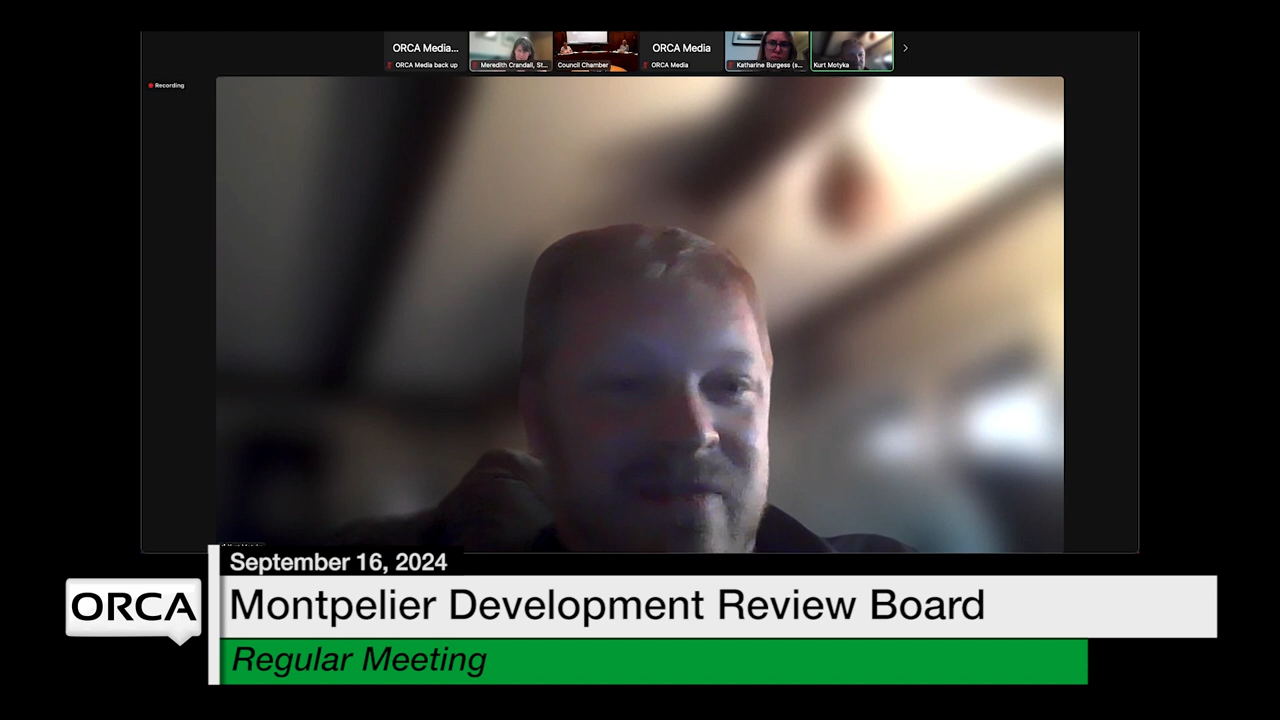 ORCA Media...
ORCA Media
ORCA Media back up
Meredith Crandall, St...
Council Chamber
ORCA Media
Katharine Burgess (s...
Kurt Motyka
Recording
September 16, 2024
ORCA
Montpelier Development Review Board
Regular Meeting